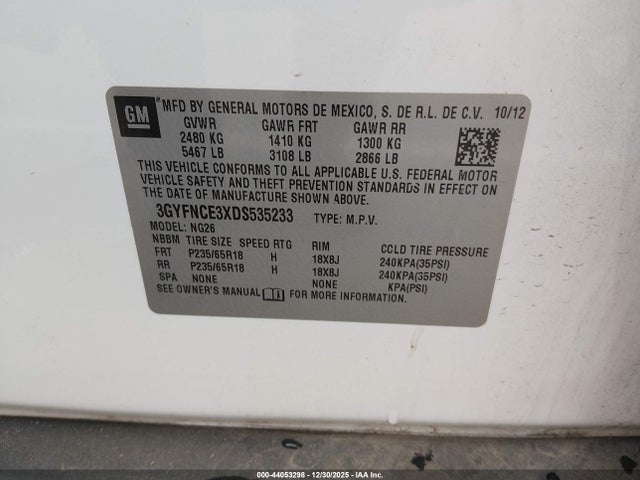 GM
#MFD BY GENERAL MOTORS DE MEXICO, S. DE R.L. DE C.V. 10/12
GVWR GAWR FRT GAWR RR
2480 KG 1410 KG 1300 KG
5467 LB 3108 LB 2866 LB
THIS VEHICLE CONFORMS TO ALL APPLICABLE U.S. FEDERAL MOTOR
VEHICLE SAFETY AND THEFT PREVENTION STANDARDS IN EFFECT ON
THE DATE OF MANUFACTURE SHOWN ABOVE.
3GYFNCE3XDS535233 TYPE: M.P.V.
MODEL: NG26
NBBM TIRE SIZE SPEED RTG RIM CCLD TIRE PRESSURE
FRT P235/65R18 H 18X8J 240KPA(35PSI)
RR P235/65R18 H 18X8J 240KPA(35PSI)
SPA NONE NONE KPA(PSI)
SEE OWNER'S MANUAL FOR MORE INFORMATION.
000-44053298 - 12/30/2025 - IAA Inc.